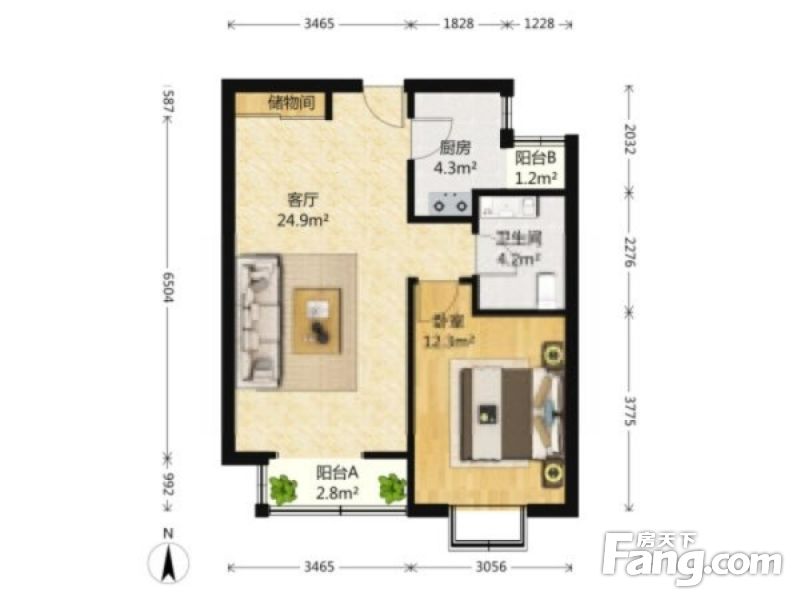 3465
1828
1228
587
6504
992
储物间
客厅
24.9m²
厨房
4.3m²
阳台B
1.2m²
卫生间
4.2m²
卧室
12.3m²
阳台A
2.8m²
2032
2276
3775
N
3465
3056
房天下
Fang.com